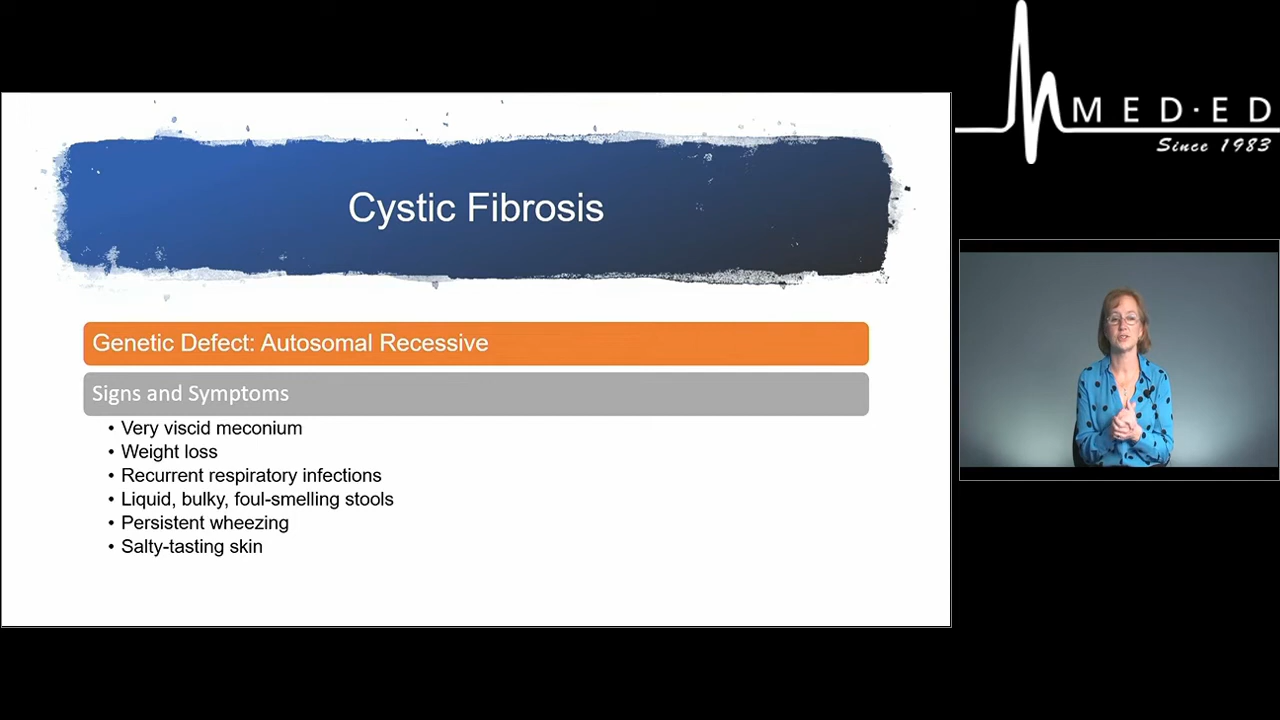 Cystic Fibrosis
Genetic Defect: Autosomal Recessive
Signs and Symptoms
• Very viscid meconium
• Weight loss
• Recurrent respiratory infections
• Liquid, bulky, foul-smelling stools
• Persistent wheezing
• Salty-tasting skin
MED·ED
Since 1983